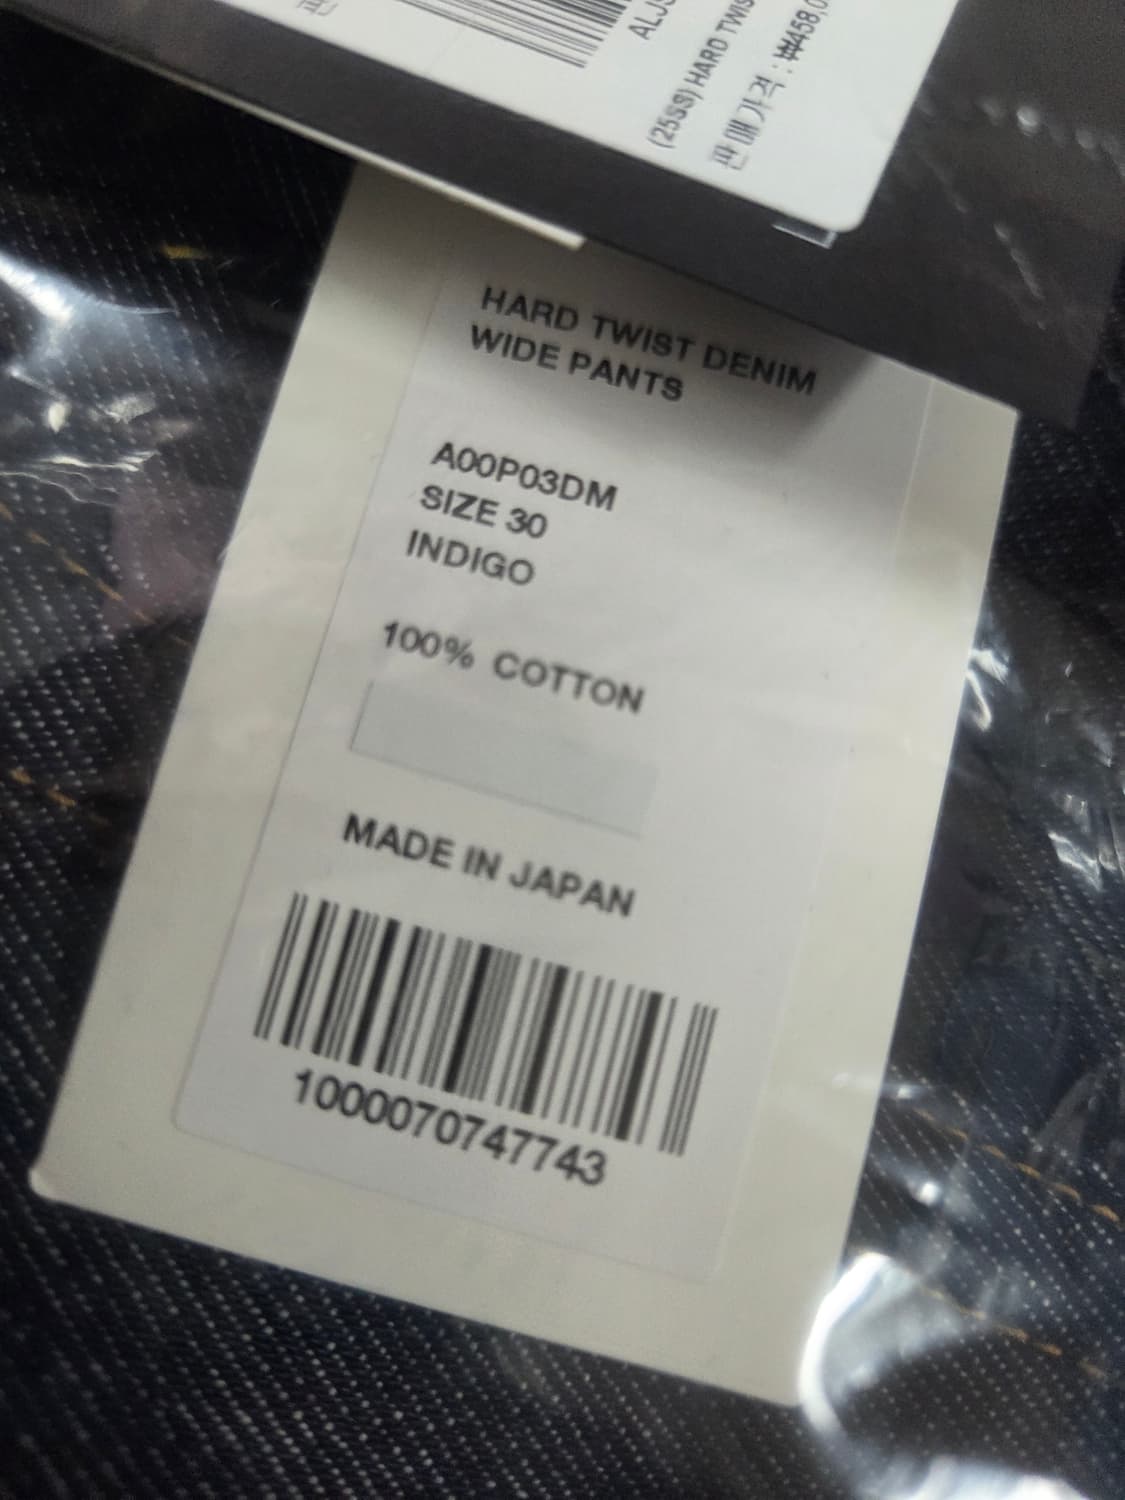 (25SS) HARD
판매가격 : ₩458,0
HARD TWIST DENIM
WIDE PANTS
A00P03DM
SIZE 30
INDIGO
100% COTTON
MADE IN JAPAN
1000070747743